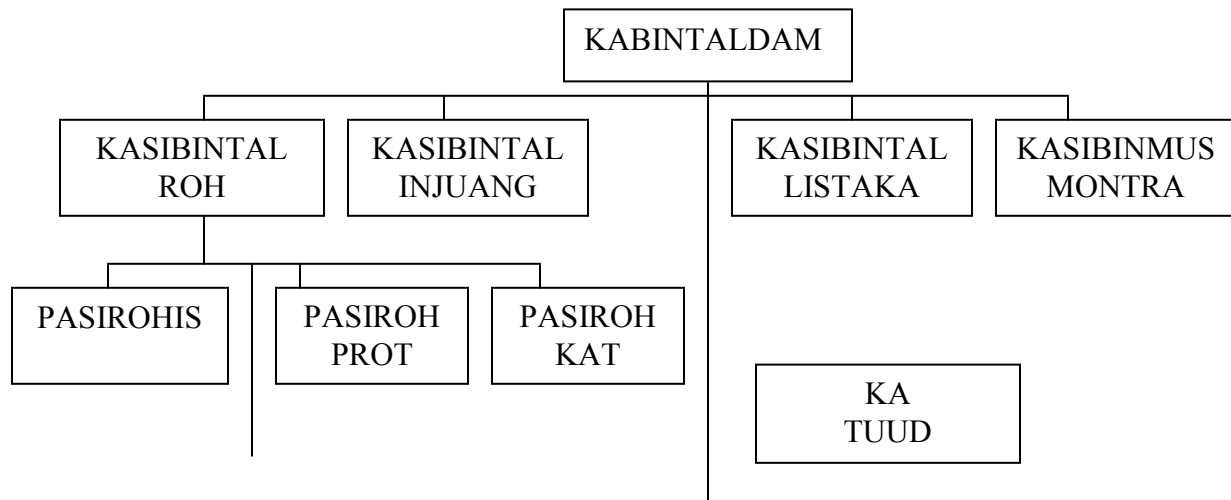 KABINTALDAM
KASIBINTAL
ROH
KASIBINTAL
INJUANG
KASIBINTAL
LISTAKA
KASIBINMUS
MONTRA
PASIROHIS
PASIROH
PROT
PASIROH
KAT
KA
TUUD